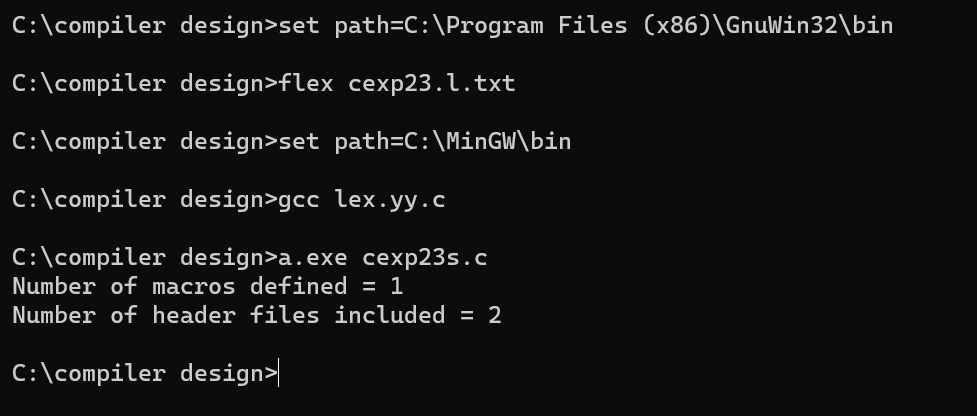 C:\compiler design>set path=C:\Program Files (x86)\GnuWin32\bin
C:\compiler design>flex cexp23.l.txt
C:\compiler design>set path=C:\MinGW\bin
C:\compiler design>gcc lex.yy.c
C:\compiler design>a.exe cexp23s.c
Number of macros defined = 1
Number of header files included = 2
C:\compiler design>